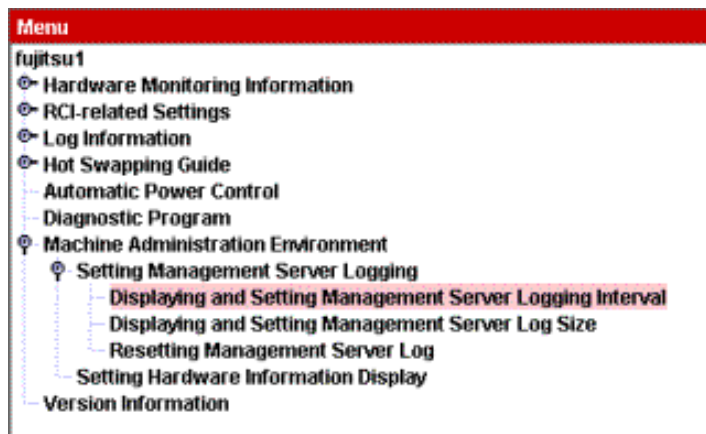 Menu
fujitsu1
Hardware Monitoring Information
RCI-related Settings
Log Information
Hot Swapping Guide
Automatic Power Control
Diagnostic Program
Machine Administration Environment
Setting Management Server Logging
Displaying and Setting Management Server Logging Interval
Displaying and Setting Management Server Log Size
Resetting Management Server Log
Setting Hardware Information Display
Version Information